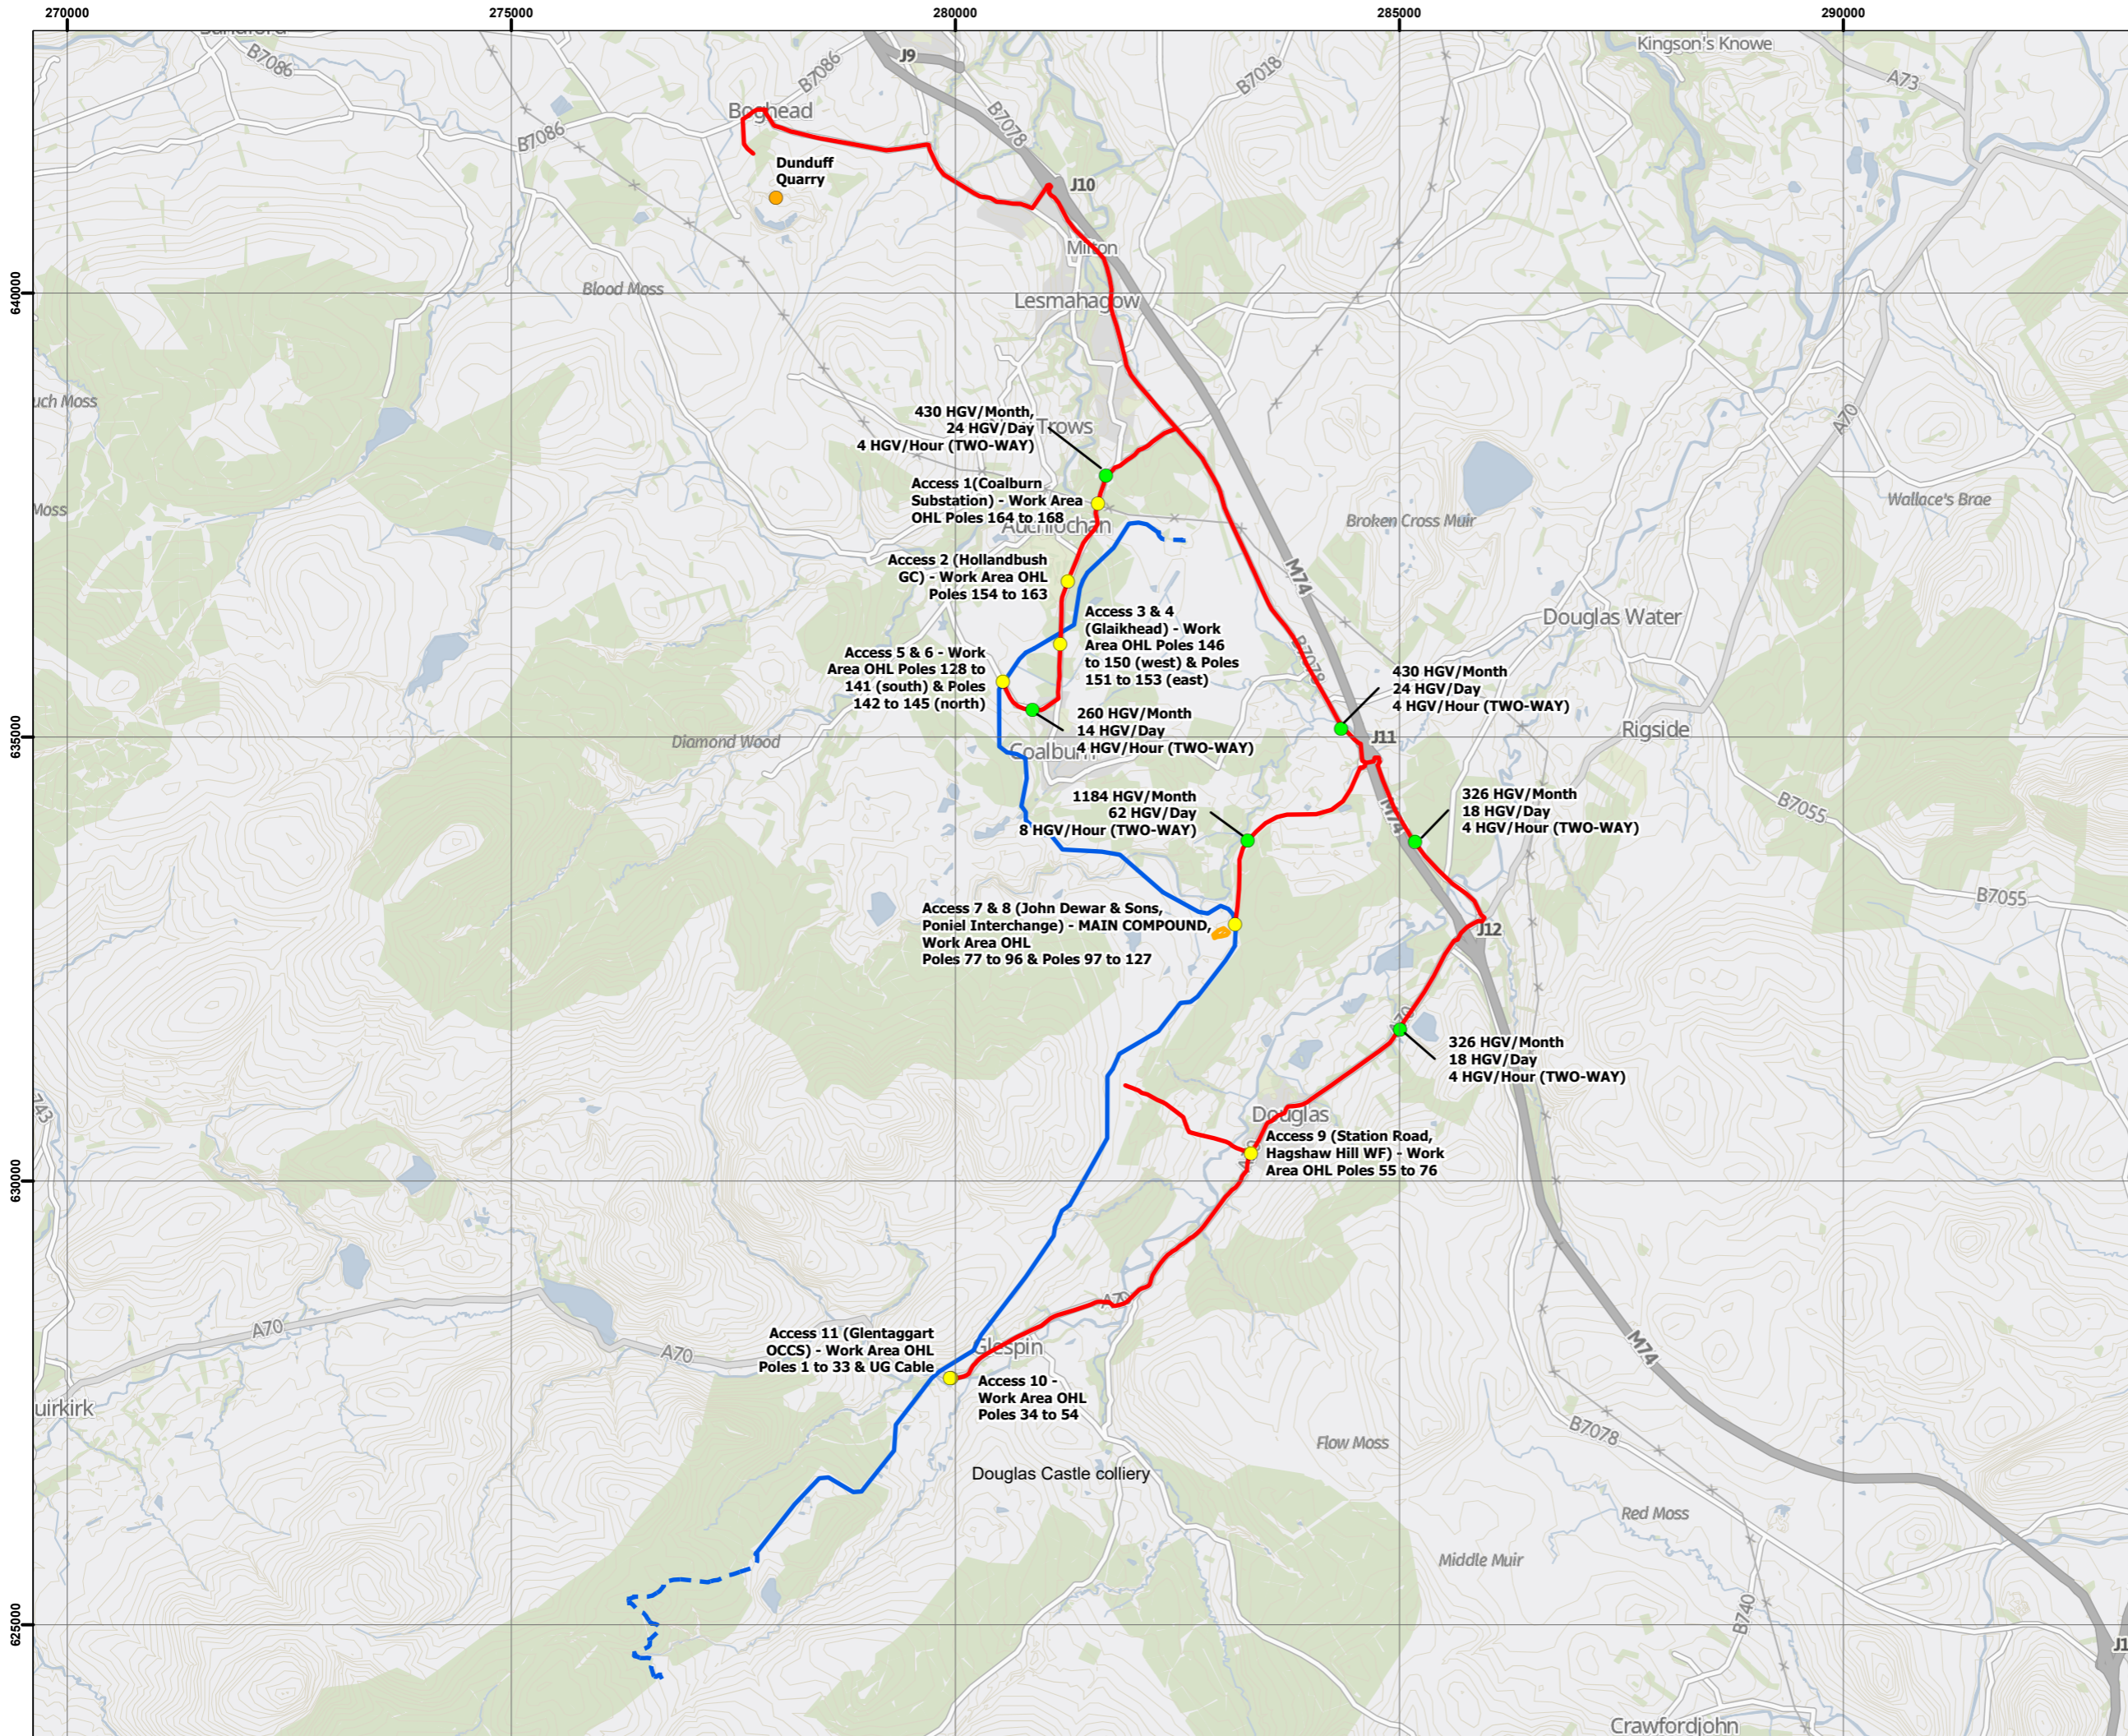 270000
275000
280000
285000
290000
B7086
B7086
J9
B7078
B7018
Kingson's Knowe
A73
Boghead
B7086
Dunduff
Quarry
J10
Milton
640000
Blood Moss
Lesmahagow
Moss
430 HGV/Month,
24 HGV/Day
4 HGV/Hour (TWO-WAY)
Trows
A70
Access 1(Coalburn
Substation) - Work Area
OHL Poles 164 to 168
Auchlochan
Moss
Broken Cross Muir
Wallace's Brae
Access 2 (Hollandbush
GC) - Work Area OHL
Poles 154 to 163
M74
Access 3 & 4
(Glaikhead) - Work
Area OHL Poles 146
to 150 (west) & Poles
151 to 153 (east)
Douglas Water
B7078
Access 5 & 6 - Work
Area OHL Poles 128 to
141 (south) & Poles
142 to 145 (north)
430 HGV/Month
24 HGV/Day
4 HGV/Hour (TWO-WAY)
260 HGV/Month
14 HGV/Day
4 HGV/Hour (TWO-WAY)
635000
Diamond Wood
Coalburn
J11
Rigside
1184 HGV/Month
62 HGV/Day
8 HGV/Hour (TWO-WAY)
M74
326 HGV/Month
18 HGV/Day
4 HGV/Hour (TWO-WAY)
B7055
B7055
Access 7 & 8 (John Dewar & Sons,
Poniel Interchange) - MAIN COMPOUND,
Work Area OHL
Poles 77 to 96 & Poles 97 to 127
J12
A70
326 HGV/Month
18 HGV/Day
4 HGV/Hour (TWO-WAY)
743
Douglas
Access 9 (Station Road,
Hagshaw Hill WF) - Work
Area OHL Poles 55 to 76
630000
A70
A70
A70
Access 11 (Glentaggart
OCCS) - Work Area OHL
Poles 1 to 33 & UG Cable
Glespin
M74
Access 10 -
Work Area OHL
Poles 34 to 54
uirkirk
B7078
Flow Moss
Douglas Castle colliery
Red Moss
Middle Muir
B740
625000
J1
Crawfordjohn